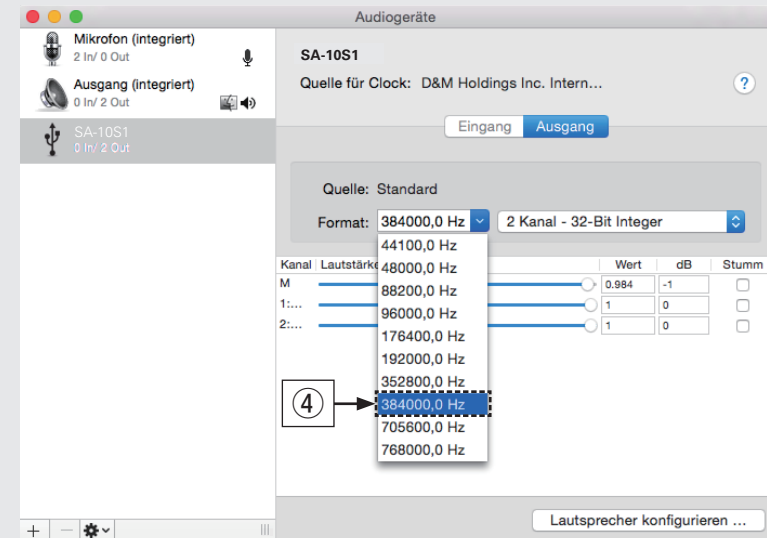 Audiogeräte
Mikrofon (integriert)
2 In/ 0 Out
Ausgang (integriert)
0 In/ 2 Out
SA-10S1
0 In/ 2 Out
SA-10S1
Quelle für Clock: D&M Holdings Inc. Intern...
?
Eingang Ausgang
Quelle: Standard
Format: 384000,0 Hz 2 Kanal - 32-Bit Integer
44100,0 Hz
48000,0 Hz
88200,0 Hz
96000,0 Hz
176400,0 Hz
192000,0 Hz
352800,0 Hz
④ 384000,0 Hz
705600,0 Hz
768000,0 Hz
Kanal Lautstärke Wert dB Stumm
M 0.984 -1
1:... 1 0
2:... 1 0
+ −
Lautsprecher konfigurieren ...